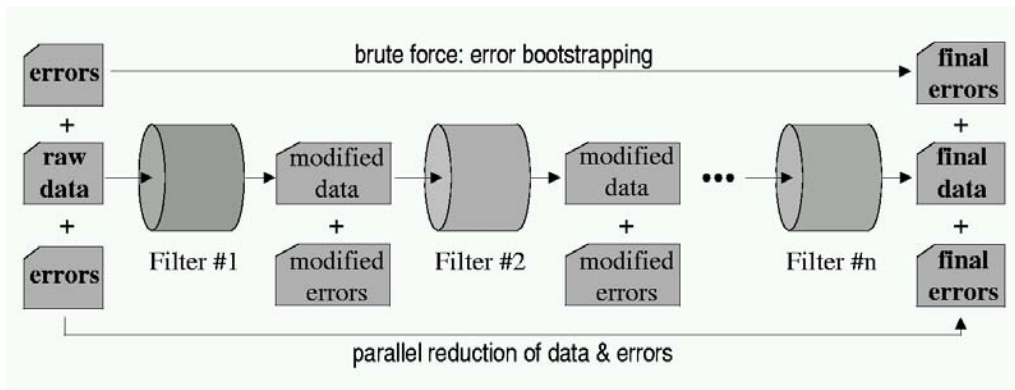 brute force: error bootstrapping
errors
final
errors
+
+
raw
data
modified
data
modified
data
•••
final
data
+
+
+
+
Filter #1
Filter #2
Filter #n
errors
modified
errors
modified
errors
final
errors
parallel reduction of data & errors